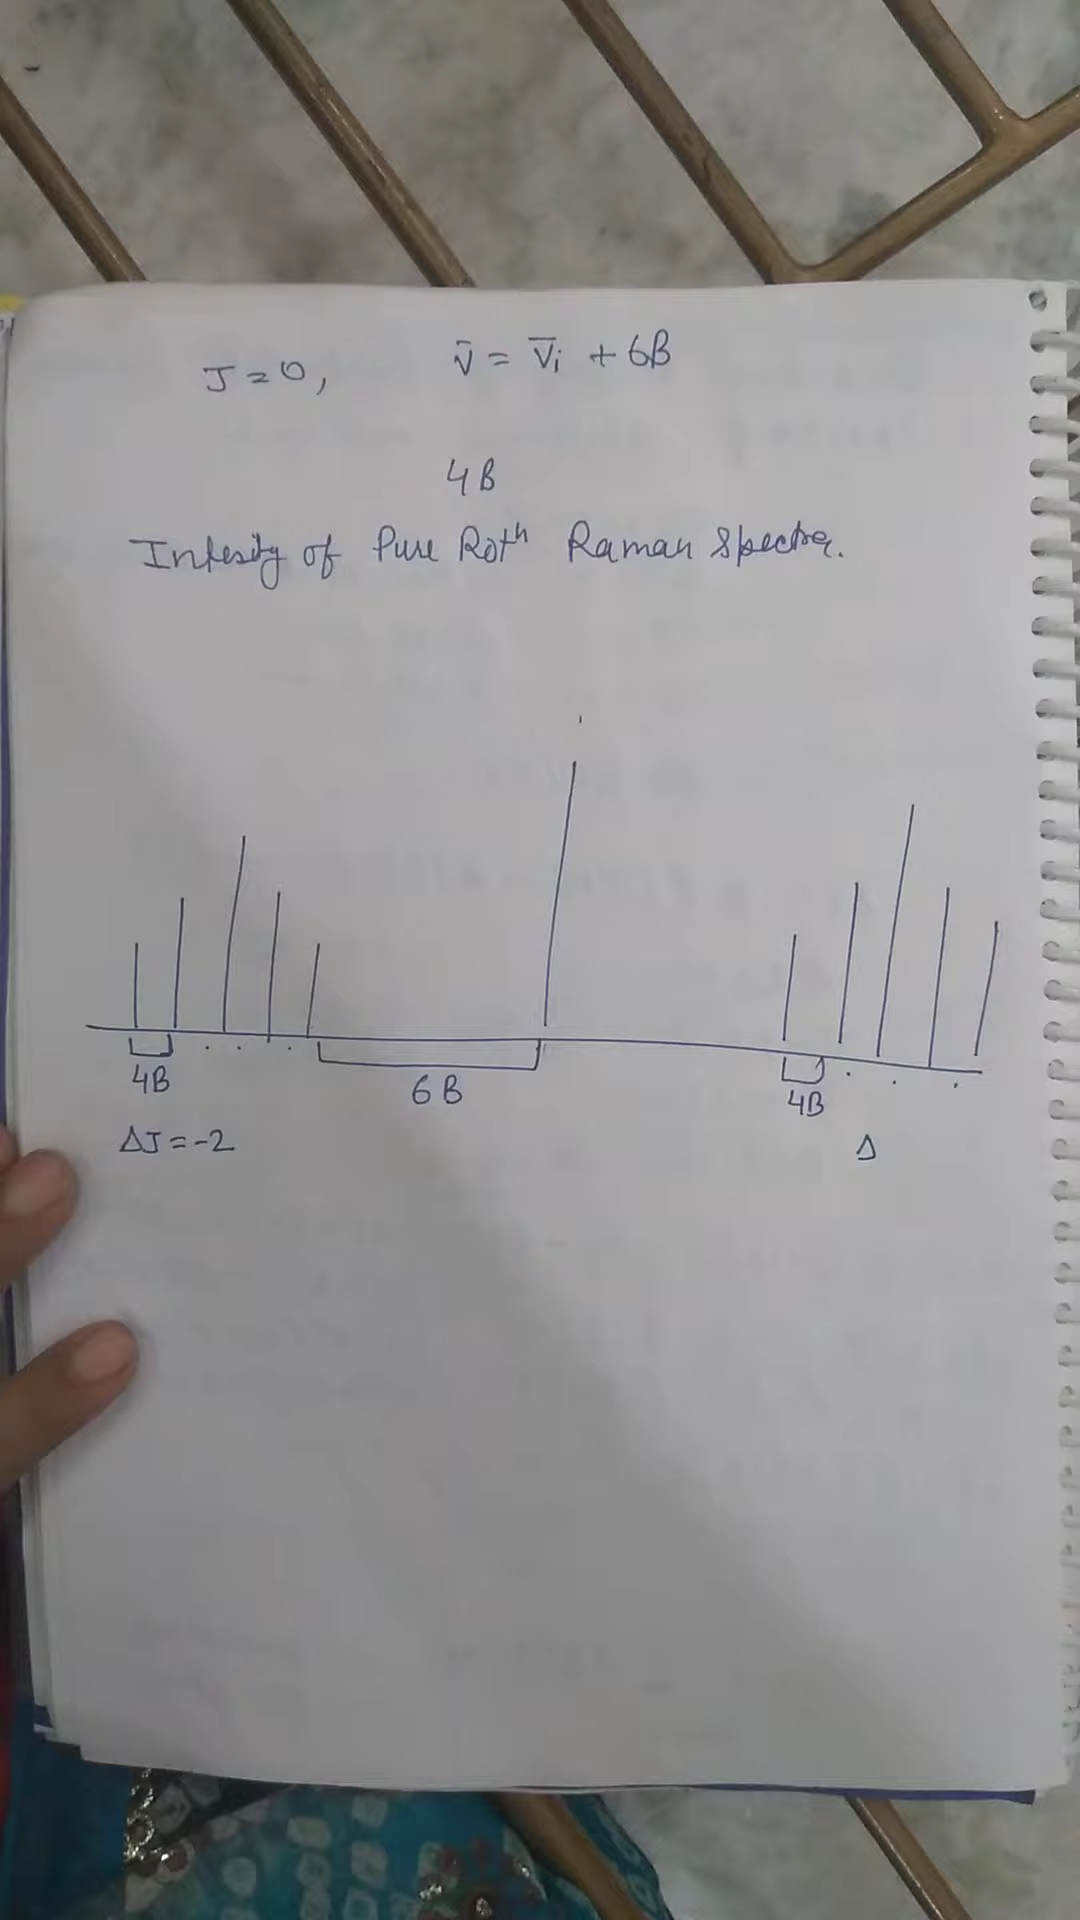 J = 0, v̄ = v̄i + 6B
4B
Intesity of Pure Rotⁿ Raman Spectra.
4B 6B 4B
ΔJ = -2 Δ